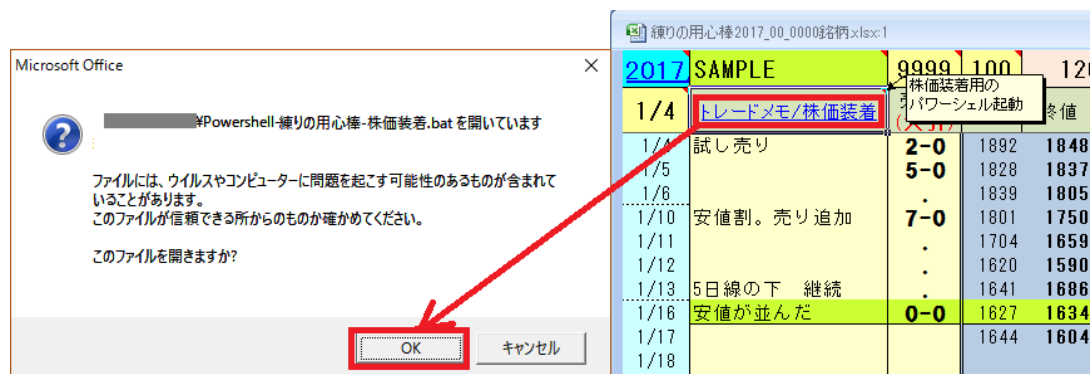 Microsoft Office
¥Powershell-練りの用心棒-株価装着.bat を開いています
ファイルには、ウイルスやコンピューターに問題を起こす可能性のあるものが含まれて
いることがあります。
このファイルが信頼できる所からのものか確かめてください。
このファイルを開きますか?
OK
キャンセル
練りの用心棒2017_00_0000銘柄.xlsx:1
2017 SAMPLE 9999 100
株価装着用の
パワーシェル起動
1/4 トレードメモ/株価装着 終値
1/4 試し売り 2-0 1892 1848
1/5 5-0 1828 1837
1/6 . 1839 1805
1/10 安値割。売り追加 7-0 1801 1750
1/11 . 1704 1659
1/12 . 1620 1590
1/13 5日線の下 継続 . 1641 1686
1/16 安値が並んだ 0-0 1627 1634
1/17 1644 1604
1/18